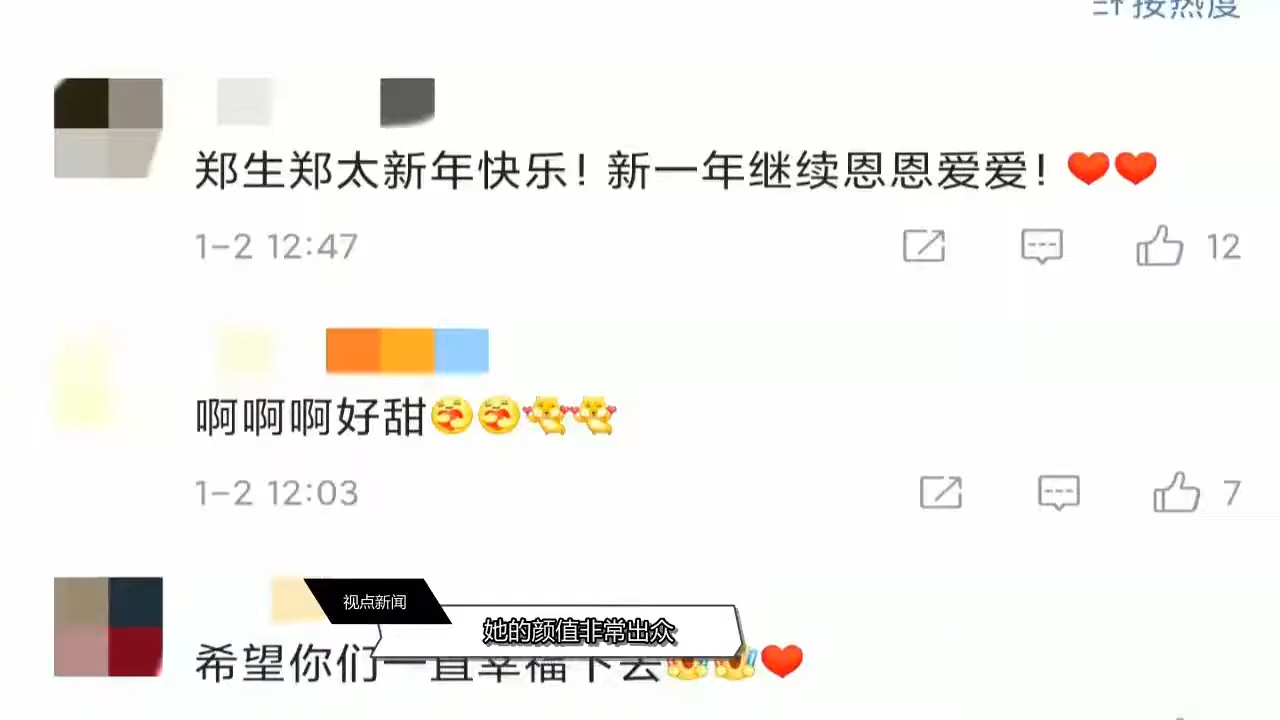 按热度
郑生郑太新年快乐！新一年继续恩恩爱爱！
1-2 12:47
12
啊啊啊好甜
1-2 12:03
7
视点新闻
她的颜值非常出众
希望你们一直幸福下去